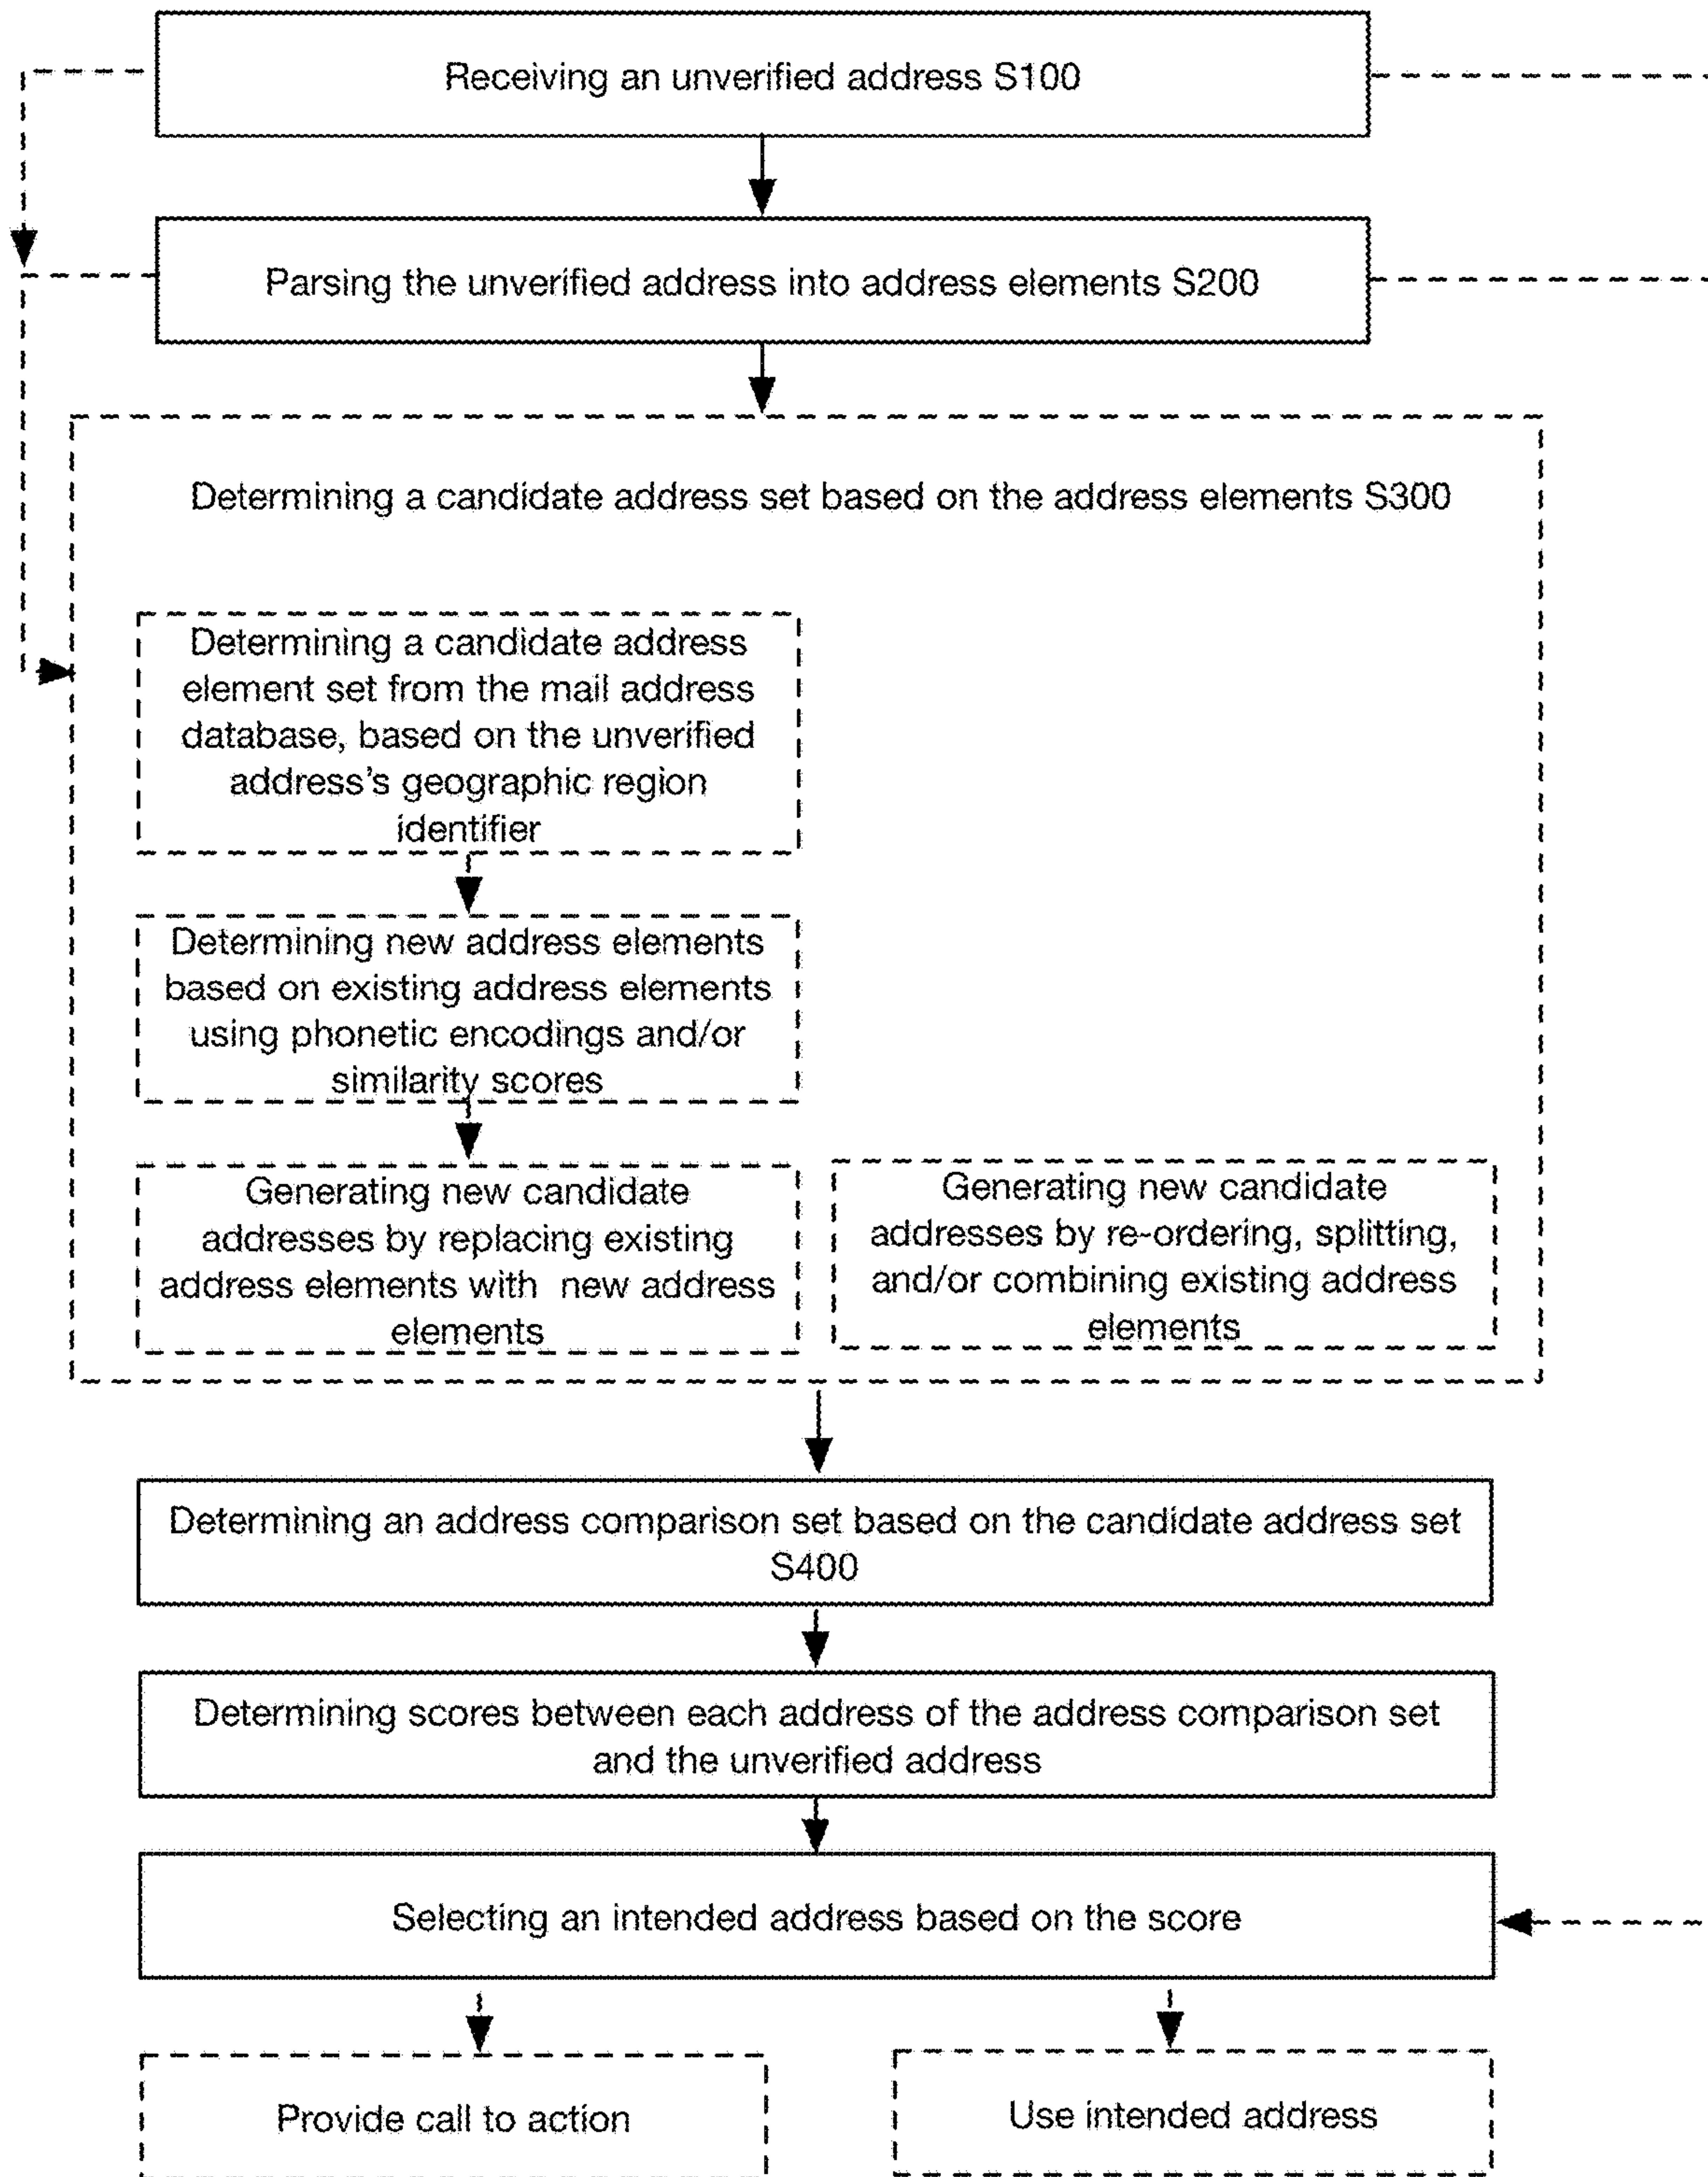 Receiving an unverified address S100
Parsing the unverified address into address elements S200
Determining a candidate address set based on the address elements S300
Determining a candidate address
element set from the mail address
database, based on the unverified
address's geographic region
identifier
Determining new address elements
based on existing address elements
using phonetic encodings and/or
similarity scores
Generating new candidate
addresses by replacing existing
address elements with new address
elements
Generating new candidate
addresses by re-ordering, splitting,
and/or combining existing address
elements
Determining an address comparison set based on the candidate address set
S400
Determining scores between each address of the address comparison set
and the unverified address
Selecting an intended address based on the score
Provide call to action
Use intended address